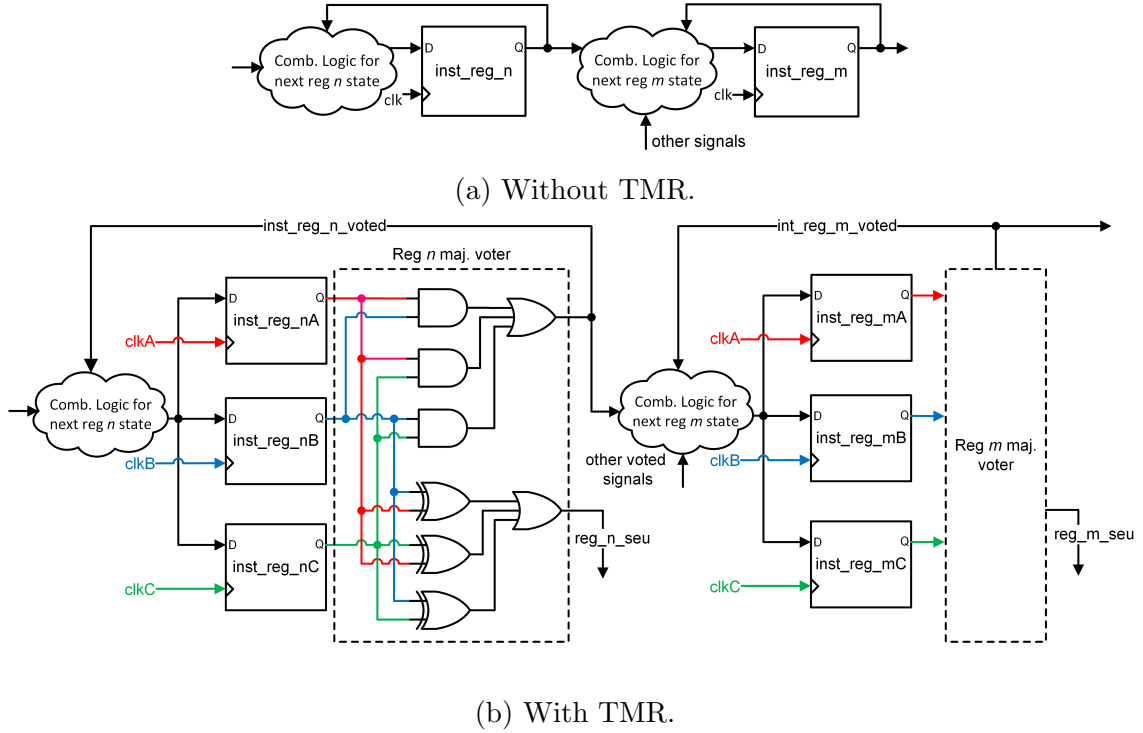 Comb. Logic for
next reg n state
D
Q
inst_reg_n
clk
Comb. Logic for
next reg m state
D
Q
inst_reg_m
clk
other signals
(a) Without TMR.
inst_reg_n_voted
int_reg_m_voted
Reg n maj. voter
D
Q
inst_reg_nA
clkA
Comb. Logic for
next reg n state
D
Q
inst_reg_nB
clkB
D
Q
inst_reg_nC
clkC
reg_n_seu
Comb. Logic for
next reg m state
other voted
signals
D
Q
inst_reg_mA
clkA
D
Q
inst_reg_mB
clkB
D
Q
inst_reg_mC
clkC
Reg m maj.
voter
reg_m_seu
(b) With TMR.